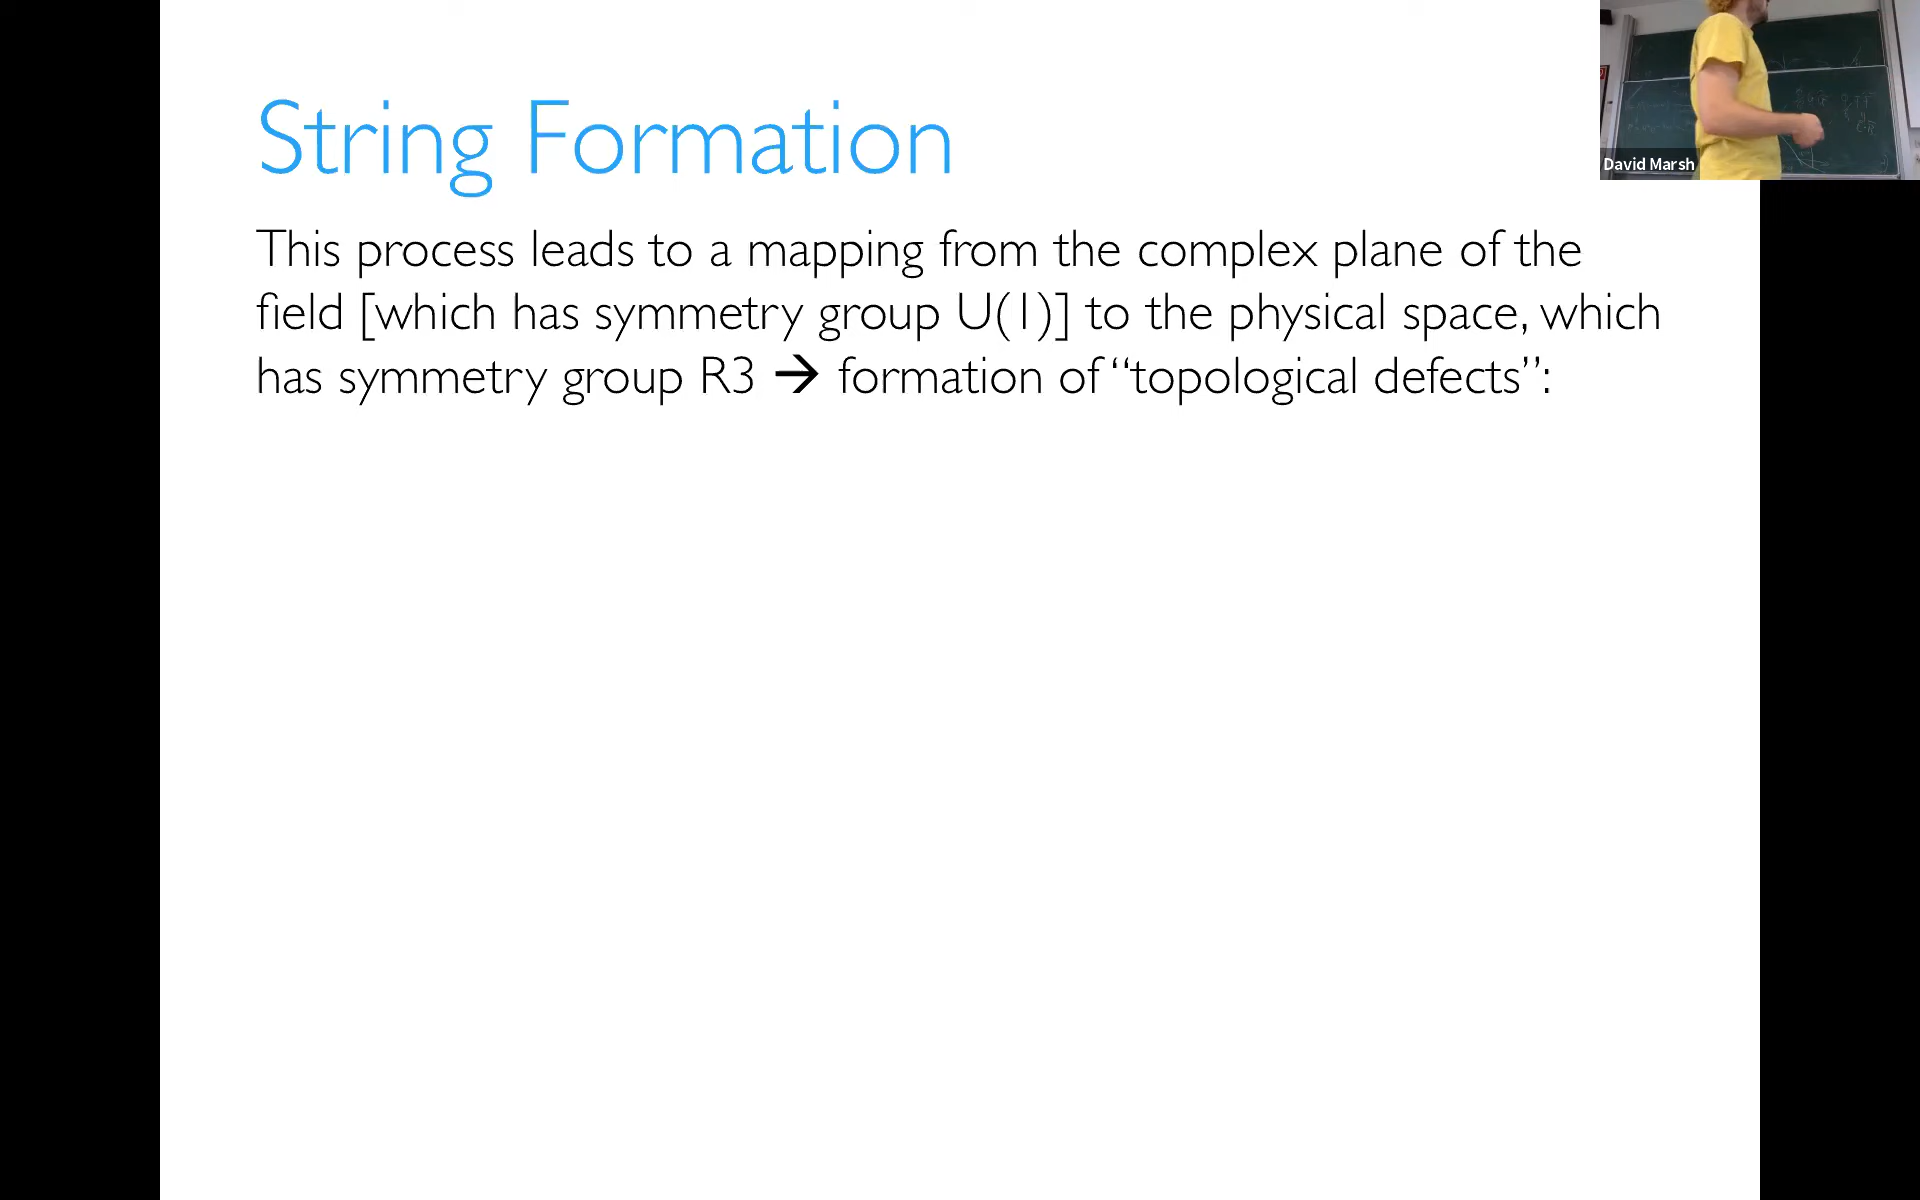 String Formation
This process leads to a mapping from the complex plane of the
field [which has symmetry group U(1)] to the physical space, which
has symmetry group R3 → formation of “topological defects”:
David Marsh